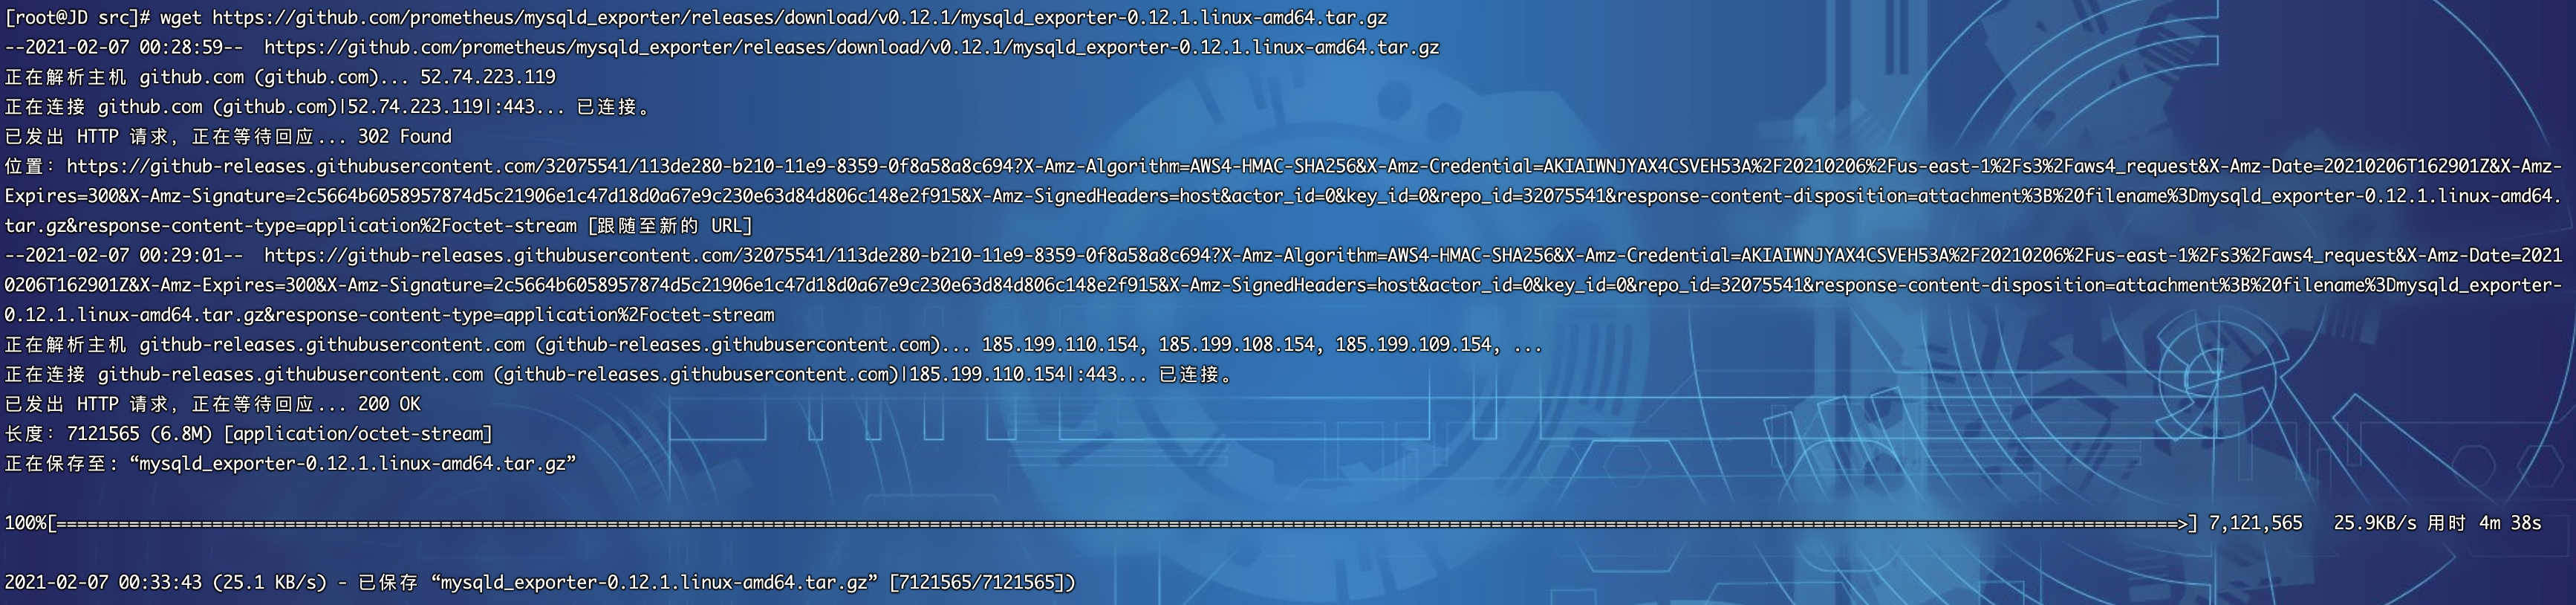 [root@JD src]# wget https://github.com/prometheus/mysqld_exporter/releases/download/v0.12.1/mysqld_exporter-0.12.1.linux-amd64.tar.gz
--2021-02-07 00:28:59--  https://github.com/prometheus/mysqld_exporter/releases/download/v0.12.1/mysqld_exporter-0.12.1.linux-amd64.tar.gz
正在解析主机 github.com (github.com)... 52.74.223.119
正在连接 github.com (github.com)|52.74.223.119|:443... 已连接。
已发出 HTTP 请求，正在等待回应... 302 Found
位置：https://github-releases.githubusercontent.com/32075541/113de280-b210-11e9-8359-0f8a58a8c694?X-Amz-Algorithm=AWS4-HMAC-SHA256&X-Amz-Credential=AKIAIWNJYAX4CSVEH53A%2F20210206%2Fus-east-1%2Fs3%2Faws4_request&X-Amz-Date=20210206T162901Z&X-Amz-
Expires=300&X-Amz-Signature=2c5664b6058957874d5c21906e1c47d18d0a67e9c230e63d84d806c148e2f915&X-Amz-SignedHeaders=host&actor_id=0&key_id=0&repo_id=32075541&response-content-disposition=attachment%3B%20filename%3Dmysqld_exporter-0.12.1.linux-amd64.
tar.gz&response-content-type=application%2Foctet-stream [跟随至新的 URL]
--2021-02-07 00:29:01--  https://github-releases.githubusercontent.com/32075541/113de280-b210-11e9-8359-0f8a58a8c694?X-Amz-Algorithm=AWS4-HMAC-SHA256&X-Amz-Credential=AKIAIWNJYAX4CSVEH53A%2F20210206%2Fus-east-1%2Fs3%2Faws4_request&X-Amz-Date=2021
0206T162901Z&X-Amz-Expires=300&X-Amz-Signature=2c5664b6058957874d5c21906e1c47d18d0a67e9c230e63d84d806c148e2f915&X-Amz-SignedHeaders=host&actor_id=0&key_id=0&repo_id=32075541&response-content-disposition=attachment%3B%20filename%3Dmysqld_exporter-
0.12.1.linux-amd64.tar.gz&response-content-type=application%2Foctet-stream
正在解析主机 github-releases.githubusercontent.com (github-releases.githubusercontent.com)... 185.199.110.154, 185.199.108.154, 185.199.109.154, ...
正在连接 github-releases.githubusercontent.com (github-releases.githubusercontent.com)|185.199.110.154|:443... 已连接。
已发出 HTTP 请求，正在等待回应... 200 OK
长度：7121565 (6.8M) [application/octet-stream]
正在保存至: “mysqld_exporter-0.12.1.linux-amd64.tar.gz”
100%[==================================================>] 7,121,565   25.9KB/s 用时 4m 38s
2021-02-07 00:33:43 (25.1 KB/s) - 已保存 “mysqld_exporter-0.12.1.linux-amd64.tar.gz” [7121565/7121565])